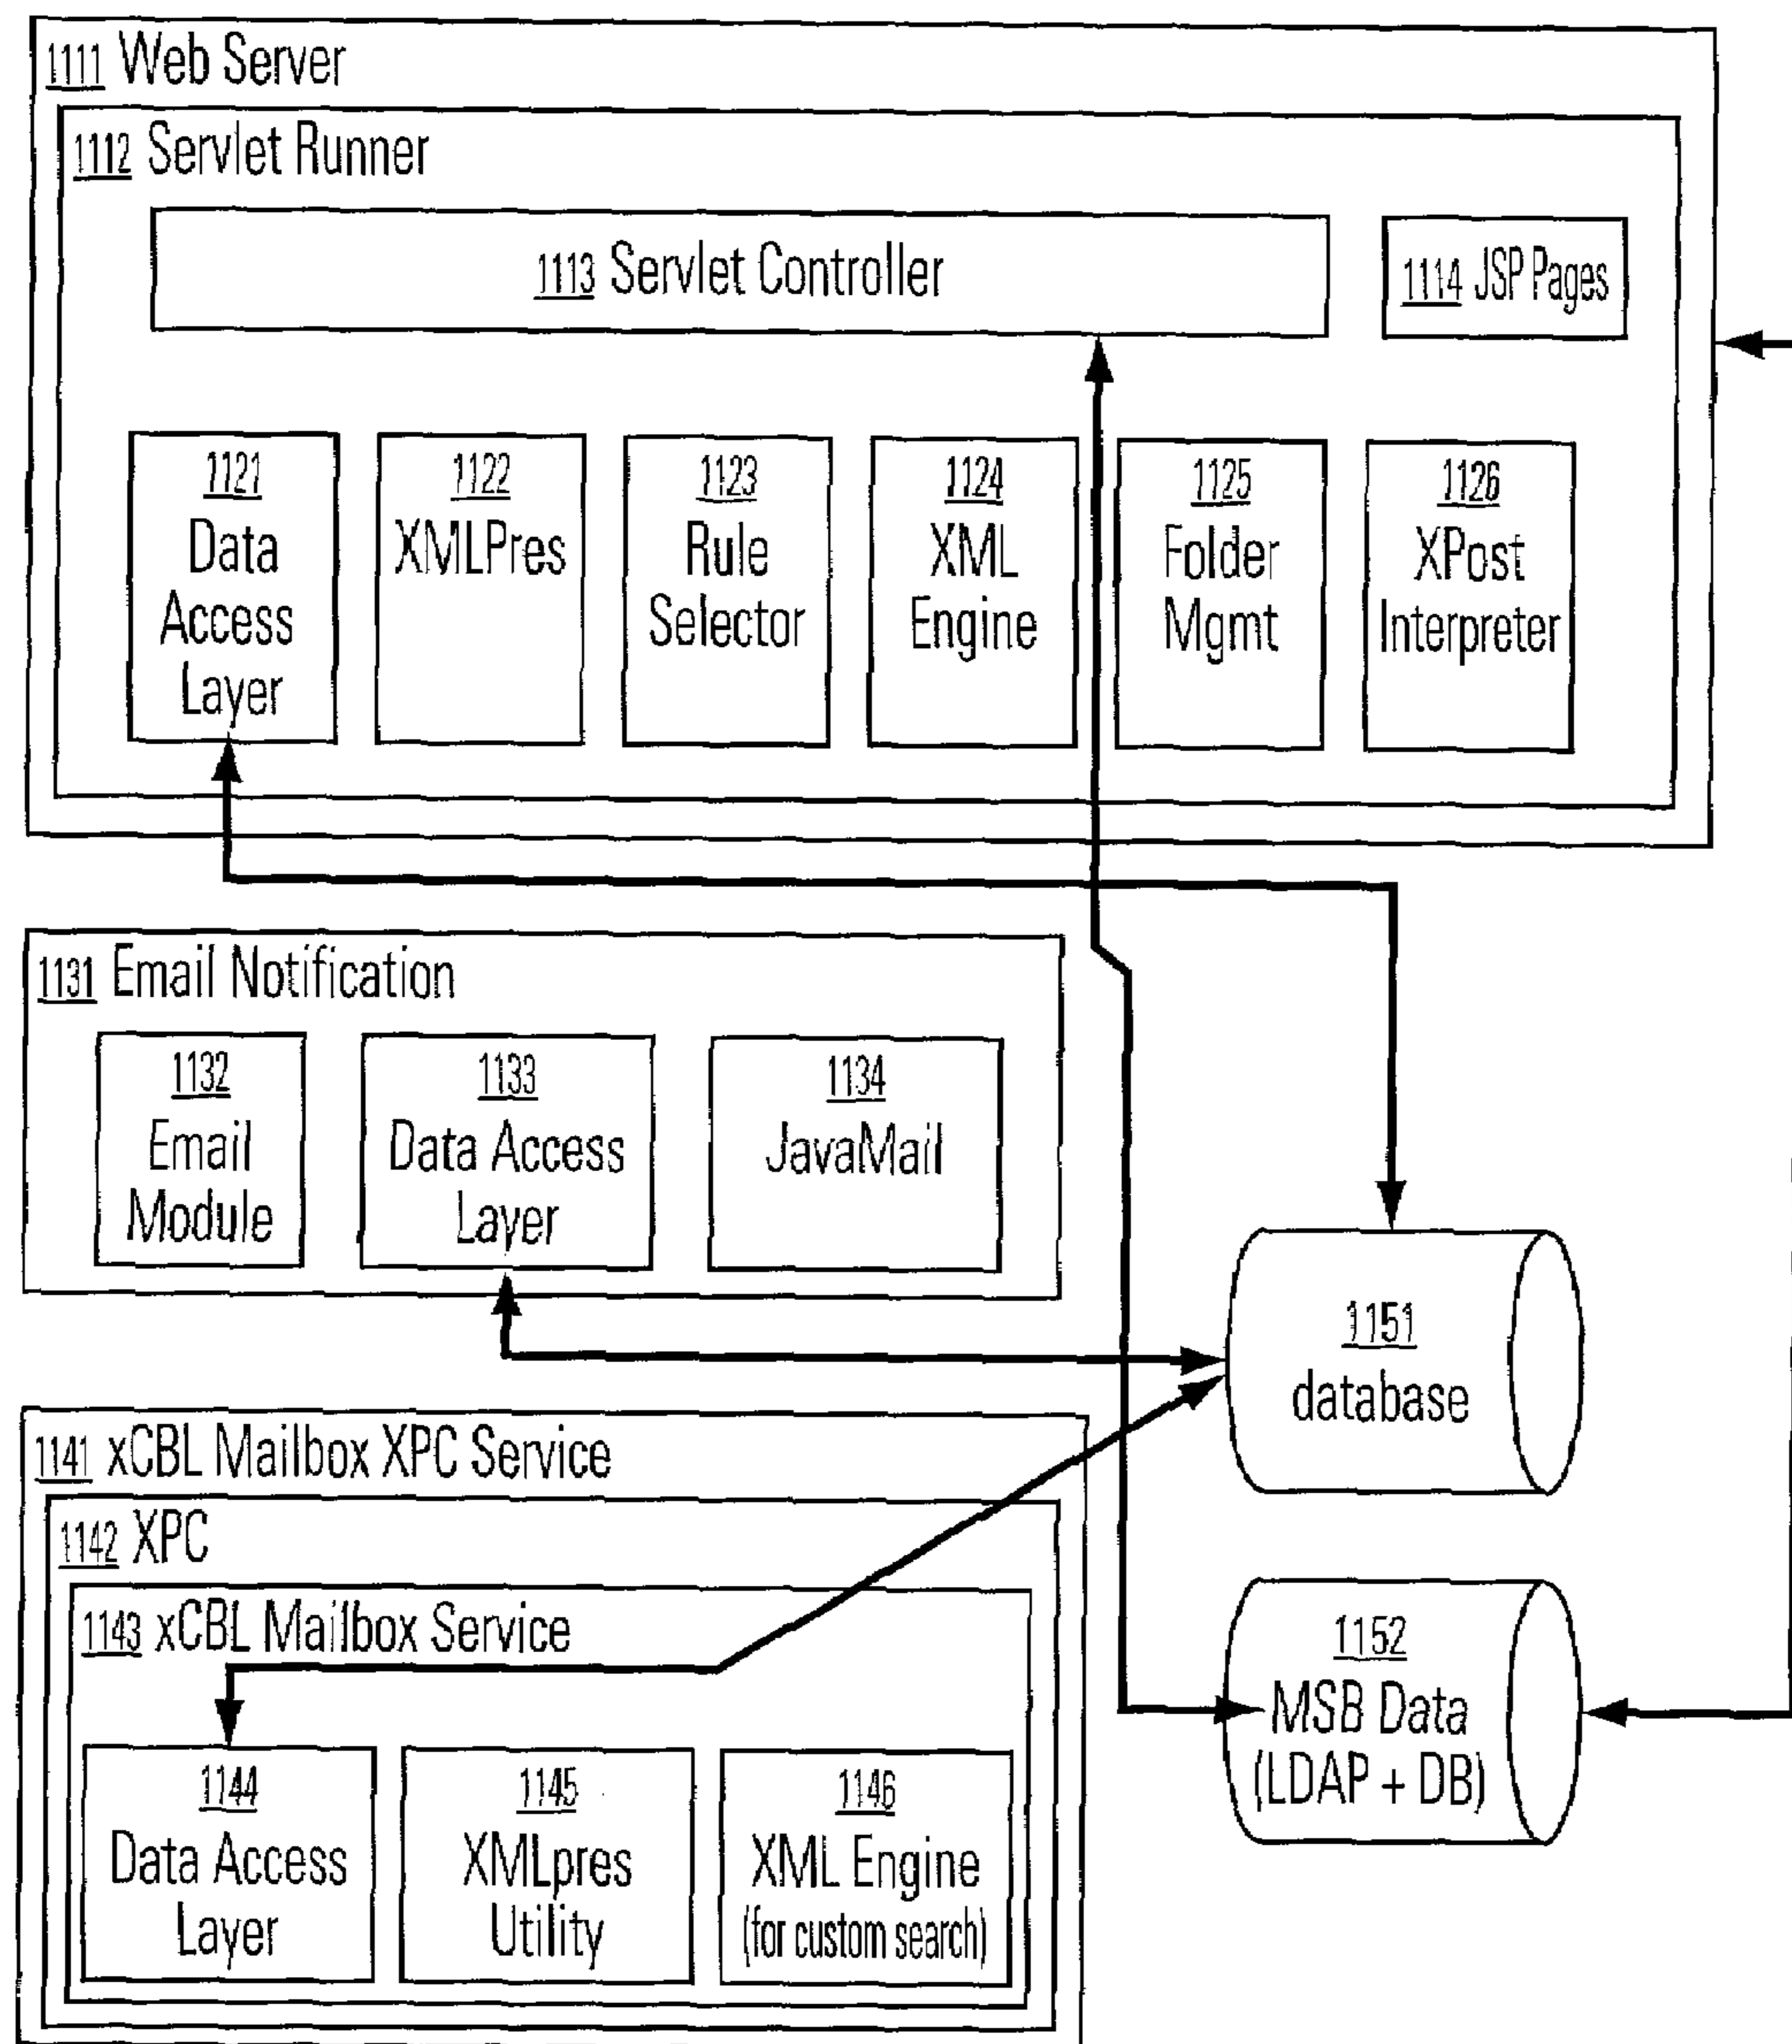 1111 Web Server
1112 Servlet Runner
1113 Servlet Controller
1114 JSP Pages
1121
Data
Access
Layer
1122
XMLPres
1123
Rule
Selector
1124
XML
Engine
1125
Folder
Mgmt
1126
XPost
Interpreter
1131 Email Notification
1132
Email
Module
1133
Data Access
Layer
1134
JavaMail
1151
database
1141 xCBL Mailbox XPC Service
1142 XPC
1143 xCBL Mailbox Service
1144
Data Access
Layer
1145
XMLpres
Utility
1146
XML Engine
(for custom search)
1152
MSB Data
(LDAP + DB)